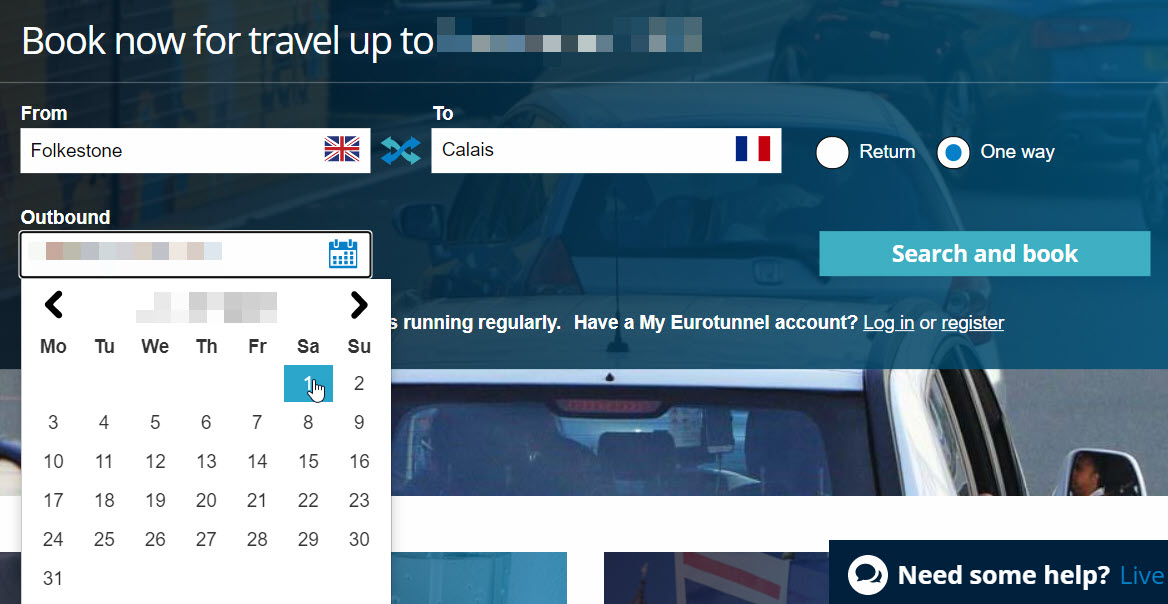 Book now for travel up to
From
To
Folkestone
Calais
Return
One way
Outbound
Search and book
s running regularly. Have a My Eurotunnel account? Log in or register
Mo Tu We Th Fr Sa Su
1 2
3 4 5 6 7 8 9
10 11 12 13 14 15 16
17 18 19 20 21 22 23
24 25 26 27 28 29 30
31
Need some help? Live